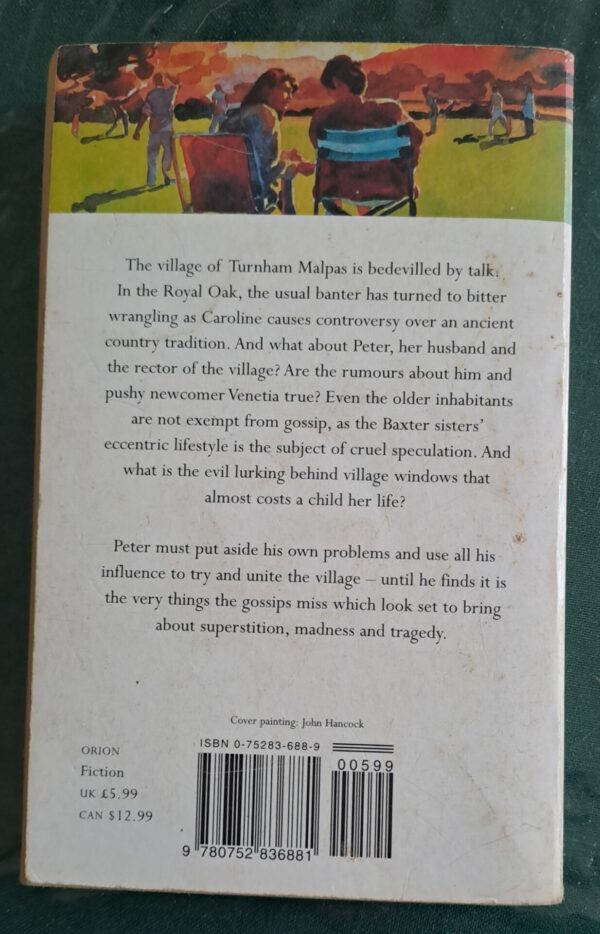 The village of Turnham Malpas is bedevilled by talk.
In the Royal Oak, the usual banter has turned to bitter
wrangling as Caroline causes controversy over an ancient
country tradition. And what about Peter, her husband and
the rector of the village? Are the rumours about him and
pushy newcomer Venetia true? Even the older inhabitants
are not exempt from gossip, as the Baxter sisters'
eccentric lifestyle is the subject of cruel speculation. And
what is the evil lurking behind village windows that
almost costs a child her life?
Peter must put aside his own problems and use all his
influence to try and unite the village – until he finds it is
the very things the gossips miss which look set to bring
about superstition, madness and tragedy.
Cover painting: John Hancock
ORION
Fiction
UK £5.99
CAN $12.99
ISBN 0-75283-688-9
00599
9 780752 836881